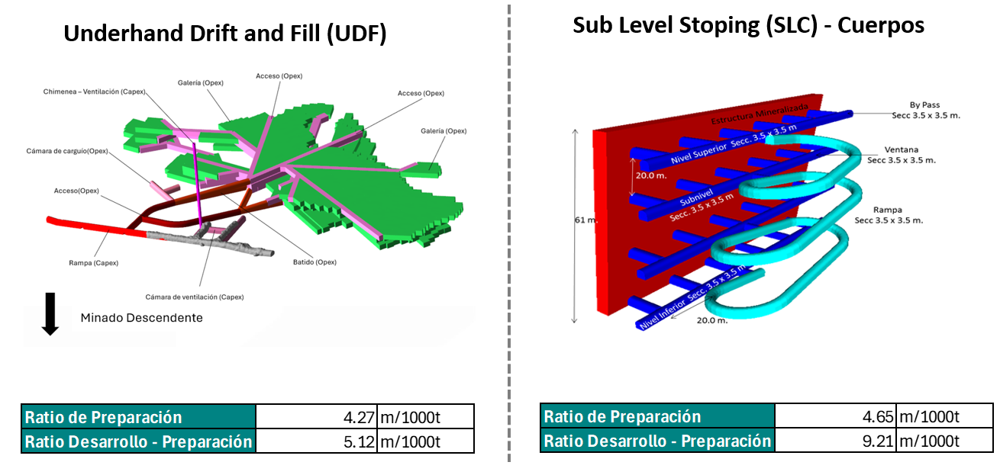 Underhand Drift and Fill (UDF)
Acceso (Opex)
Galería (Opex)
Chimenea – Ventilación (Capex)
Acceso (Opex)
Galería (Opex)
Cámara de carguío(Opex)
Acceso(Opex)
Rampa (Capex)
Batido (Opex)
Cámara de ventilación (Capex)
Minado Descendente
Ratio de Preparación 4.27 m/1000t
Ratio Desarrollo - Preparación 5.12 m/1000t
Sub Level Stoping (SLC) - Cuerpos
Estructura Mineralizada
By Pass
Secc 3.5 x 3.5 m.
Nivel Superior Secc. 3.5 x 3.5 m
Ventana
Secc 3.5 x 3.5 m.
20.0 m.
Subnivel
Secc. 3.5 x 3.5 m
61 m.
Rampa
Secc 3.5 x 3.5 m.
Nivel Inferior Secc. 3.5 x 3.5 m
20.0 m.
Ratio de Preparación 4.65 m/1000t
Ratio Desarrollo - Preparación 9.21 m/1000t